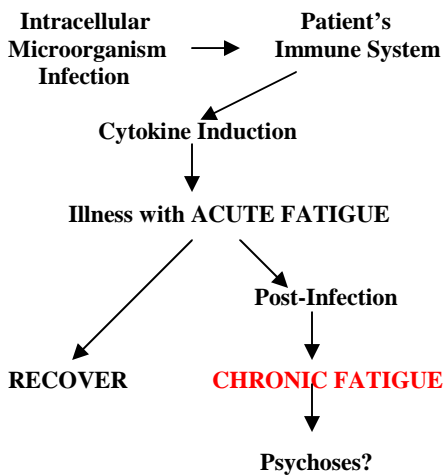 Intracellular
Microorganism
Infection
Patient's
Immune System
Cytokine Induction
Illness with ACUTE FATIGUE
Post-Infection
RECOVER
CHRONIC FATIGUE
Psychoses?